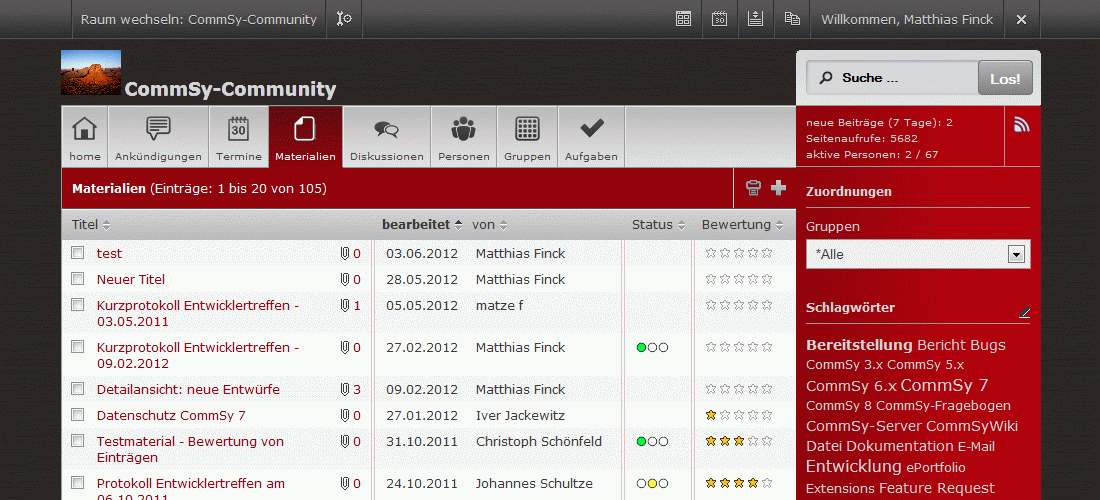 Raum wechseln: CommSy-Community
30
Willkommen, Matthias Finck
CommSy-Community
Suche ...
Los!
home
Ankündigungen
30
Termine
Materialien
Diskussionen
Personen
Gruppen
Aufgaben
neue Beiträge (7 Tage): 2
Seitenaufrufe: 5682
aktive Personen: 2 / 67
Materialien (Einträge: 1 bis 20 von 105)
Titel bearbeitet von Status Bewertung
test 0 03.06.2012 Matthias Finck
Neuer Titel 0 28.05.2012 Matthias Finck
Kurzprotokoll Entwicklertreffen - 1 05.05.2012 matze f
03.05.2011
Kurzprotokoll Entwicklertreffen - 0 27.02.2012 Matthias Finck
09.02.2012
Detailansicht: neue Entwürfe 3 09.02.2012 Matthias Finck
Datenschutz CommSy 7 0 27.01.2012 Iver Jackewitz
Testmaterial - Bewertung von 0 31.10.2011 Christoph Schönfeld
Einträgen
Protokoll Entwicklertreffen am 0 24.10.2011 Johannes Schultze
06.10.2011
Zuordnungen
Gruppen
*Alle
Schlagwörter
Bereitstellung Bericht Bugs
CommSy 3.x CommSy 5.x
CommSy 6.x CommSy 7
CommSy 8 CommSy-Fragebogen
CommSy-Server CommSyWiki
Datei Dokumentation E-Mail
Entwicklung ePortfolio
Extensions Feature Request